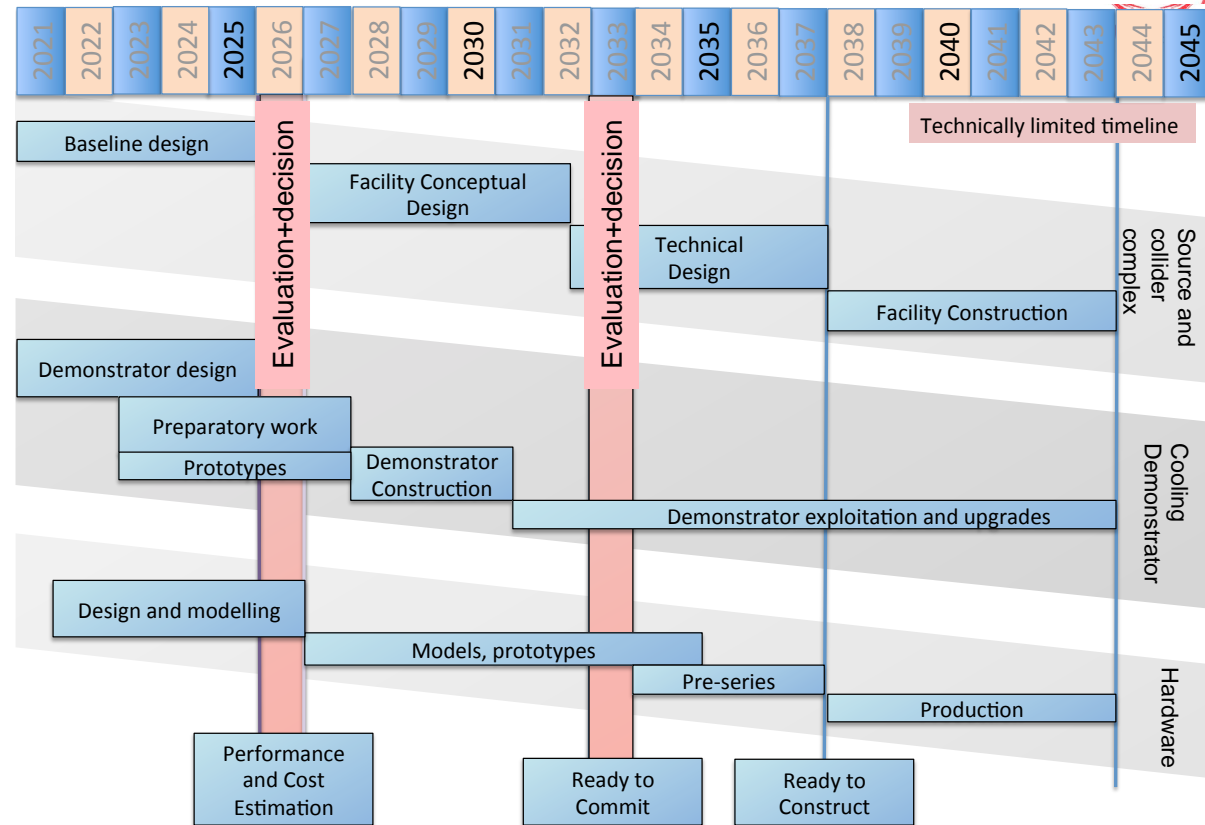 2021 2022 2023 2024 2025 2026 2027 2028 2029 2030 2031 2032 2033 2034 2035 2036 2037 2038 2039 2040 2041 2042 2043 2044 2045
Technically limited timeline
Baseline design
Evaluation+decision
Evaluation+decision
Facility Conceptual
Design
Technical
Design
Facility Construction
Source and
collider
complex
Demonstrator design
Preparatory work
Prototypes
Demonstrator
Construction
Demonstrator exploitation and upgrades
Cooling
Demonstrator
Design and modelling
Models, prototypes
Pre-series
Production
Hardware
Performance
and Cost
Estimation
Ready to
Commit
Ready to
Construct